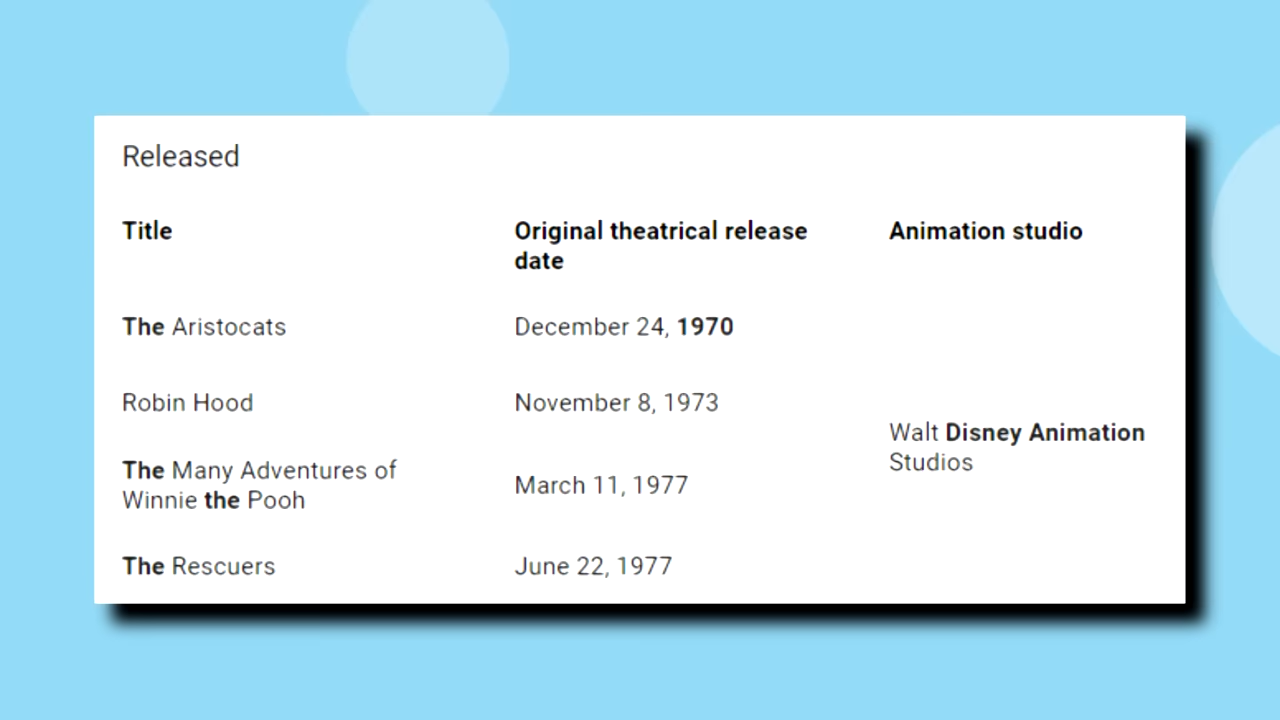 Released
Title
Original theatrical release
date
Animation studio
The Aristocats
December 24, 1970
Robin Hood
November 8, 1973
The Many Adventures of
Winnie the Pooh
March 11, 1977
The Rescuers
June 22, 1977
Walt Disney Animation
Studios